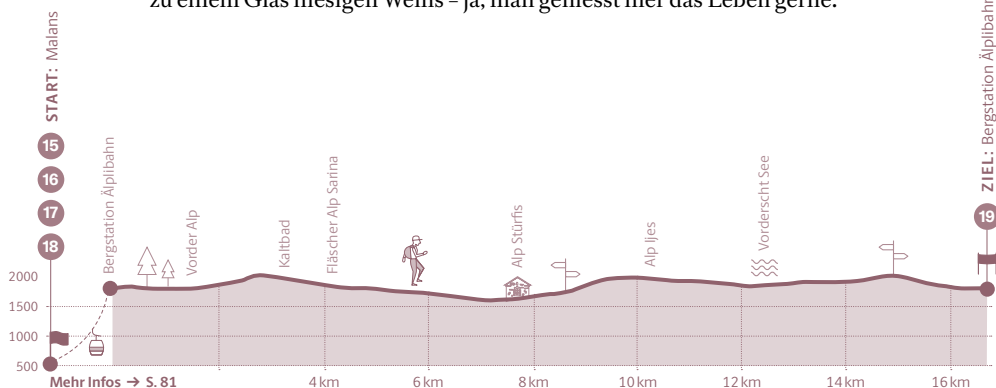 zu einem Glas hiesigen Weins – ja, man geniesst hier das Leben gerne.
START: Malans
15
16
17
18
Bergstation Älplibahn
Vorder Alp
Kaltbad
Fläscher Alp Sarina
Alp Stürfis
Alp Ijes
Vorderscht See
ZIEL: Bergstation Älplibahn
19
2000
1500
1000
500
Mehr Infos → S. 81
4 km
6 km
8 km
10 km
12 km
14 km
16 km